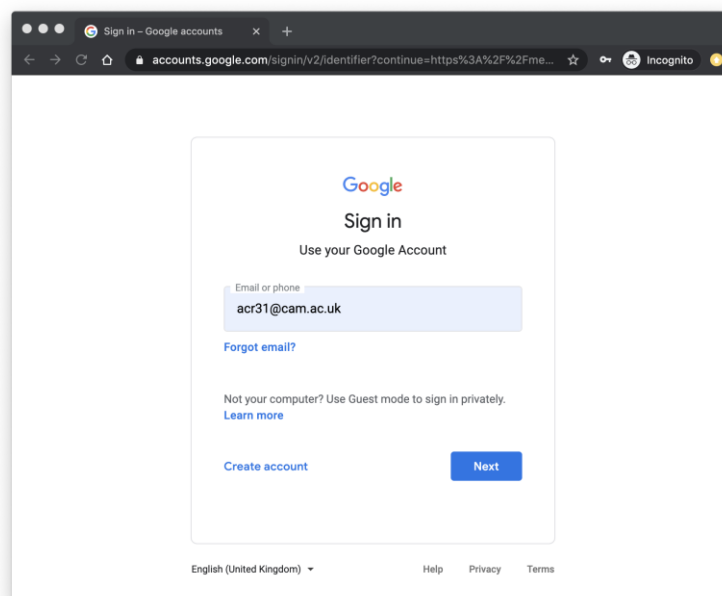 Sign in – Google accounts
accounts.google.com/signin/v2/identifier?continue=https%3A%2F%2Fme... Incognito
Google
Sign in
Use your Google Account
Email or phone
acr31@cam.ac.uk
Forgot email?
Not your computer? Use Guest mode to sign in privately.
Learn more
Create account Next
English (United Kingdom) Help Privacy Terms